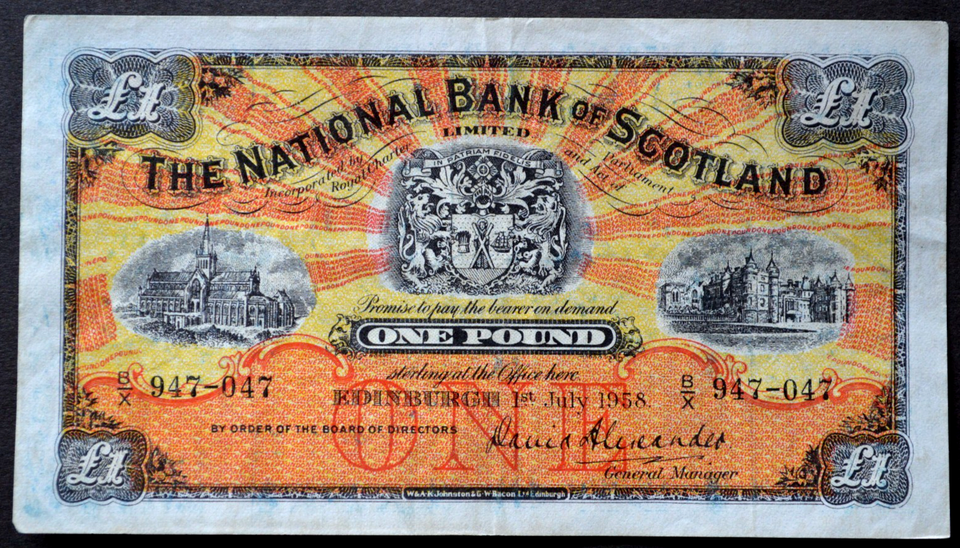 £1 £1
THE NATIONAL BANK OF SCOTLAND
LIMITED
Incorporated by Royal Charter
and Act of Parliament
IN PATRIAM FIDELIS
Promise to pay the bearer on demand
ONE POUND
sterling at the Office here
B/X 947-047 B/X 947-047
EDINBURGH 1st July 1958.
ONE
BY ORDER OF THE BOARD OF DIRECTORS
David Alexander
General Manager
£1 £1
W.& A.K. Johnston & G.W. Bacon Ltd Edinburgh